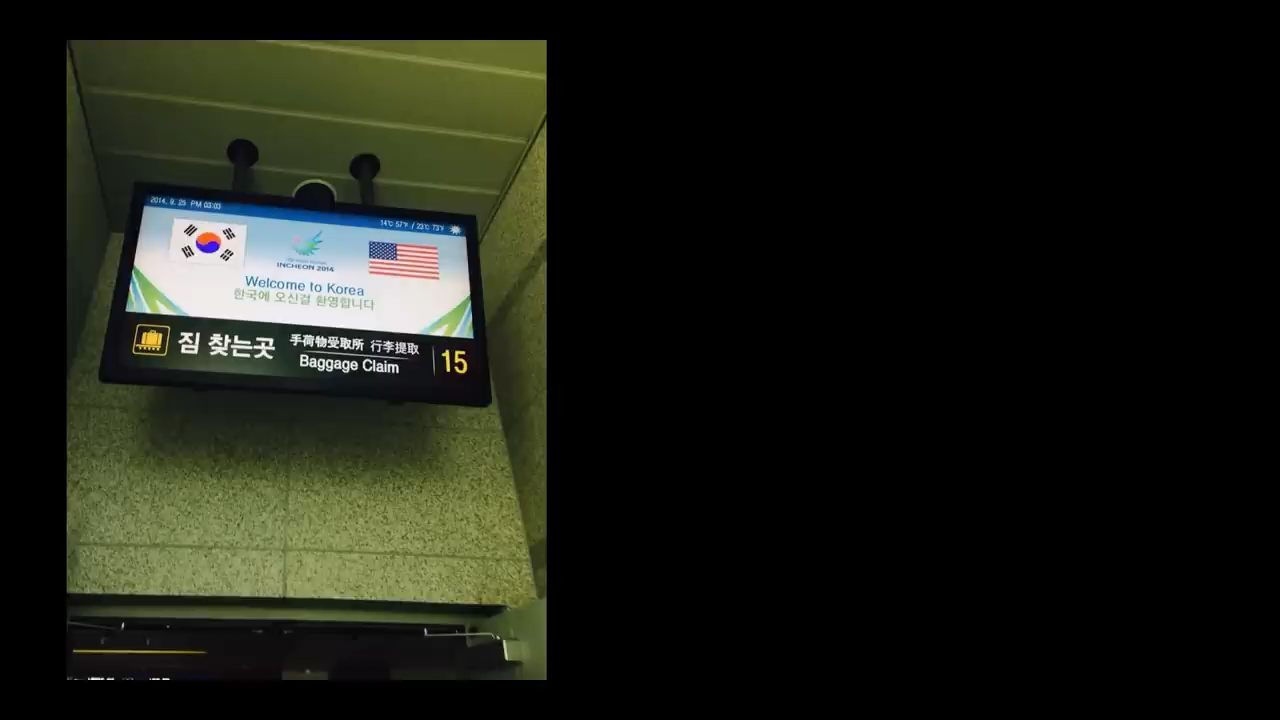 2014. 9. 25 PM 03:03
14℃ 57℉ / 23℃ 73℉
INCHEON 2014
Welcome to Korea
한국에 오신걸 환영합니다
짐 찾는곳
手荷物受取所 行李提取
Baggage Claim
15